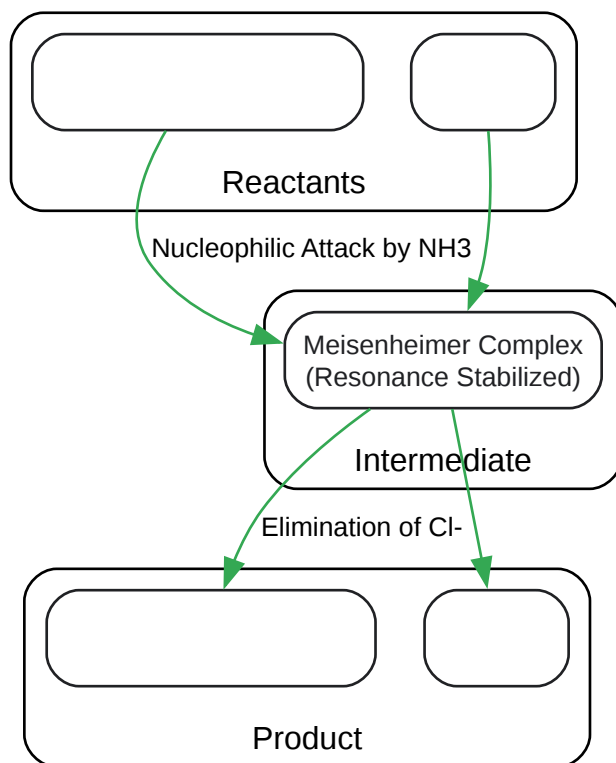 Reactants
Nucleophilic Attack by NH3
Meisenheimer Complex
(Resonance Stabilized)
Intermediate
Elimination of Cl-
Product